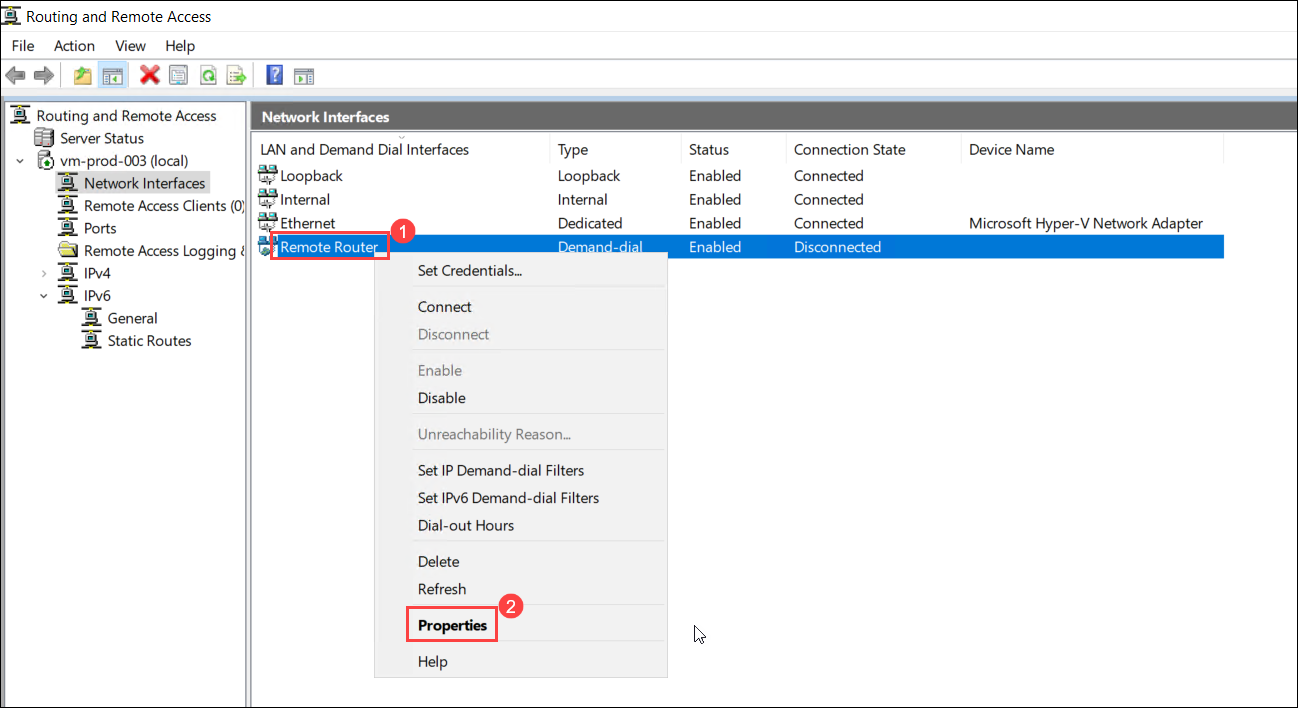 Routing and Remote Access
File Action View Help
Routing and Remote Access
Server Status
vm-prod-003 (local)
Network Interfaces
Remote Access Clients (0)
Ports
Remote Access Logging &
IPv4
IPv6
General
Static Routes
Network Interfaces
LAN and Demand Dial Interfaces Type Status Connection State Device Name
Loopback Loopback Enabled Connected
Internal Internal Enabled Connected
Ethernet Dedicated Enabled Connected Microsoft Hyper-V Network Adapter
Remote Router Demand-dial Enabled Disconnected
1
Set Credentials...
Connect
Disconnect
Enable
Disable
Unreachability Reason...
Set IP Demand-dial Filters
Set IPv6 Demand-dial Filters
Dial-out Hours
Delete
Refresh
Properties
2
Help